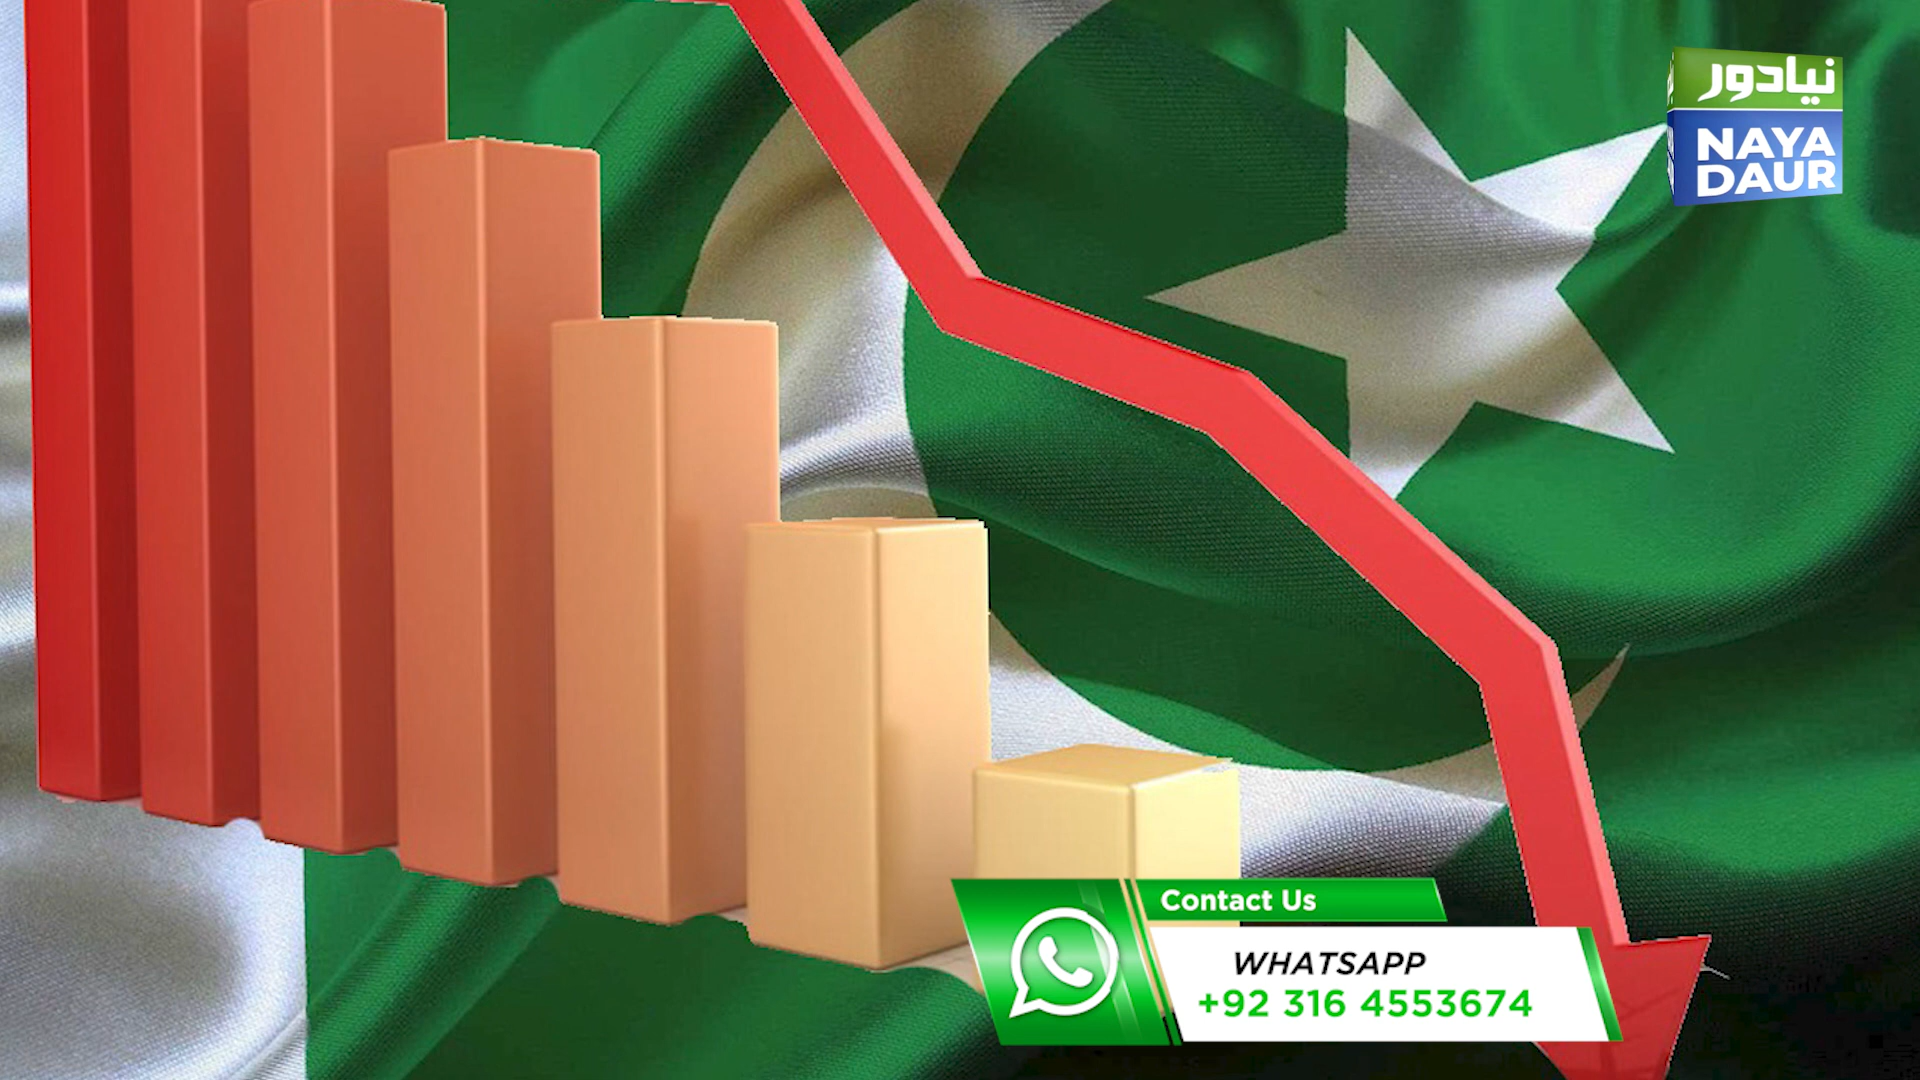 نیادور
NAYA
DAUR
Contact Us
WHATSAPP
+92 316 4553674